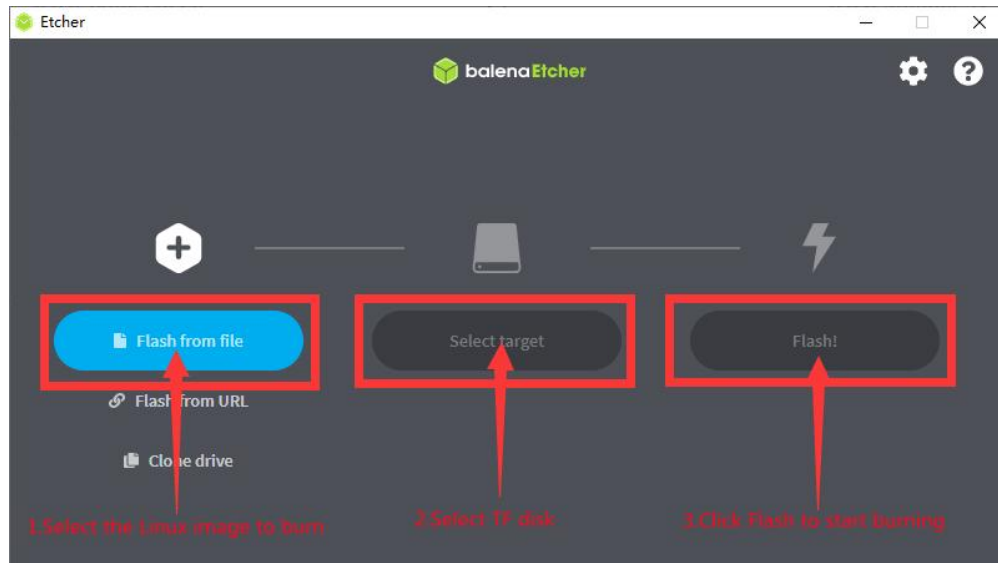 Etcher
balenaEtcher
Flash from file
Select target
Flash!
Flash from URL
Clone drive
1.Select the Linux image to burn
2.Select TF disk
3.Click Flash to start burning